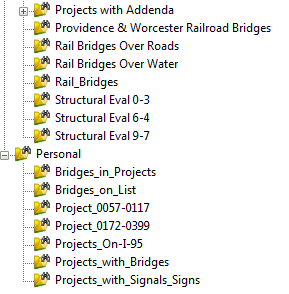 Projects with Addenda
Providence & Worcester Railroad Bridges
Rail Bridges Over Roads
Rail Bridges Over Water
Rail_Bridges
Structural Eval 0-3
Structural Eval 6-4
Structural Eval 9-7
Personal
Bridges_in_Projects
Bridges_on_List
Project_0057-0117
Project_0172-0399
Projects_On-I-95
Projects_with_Bridges
Projects_with_Signals_Signs